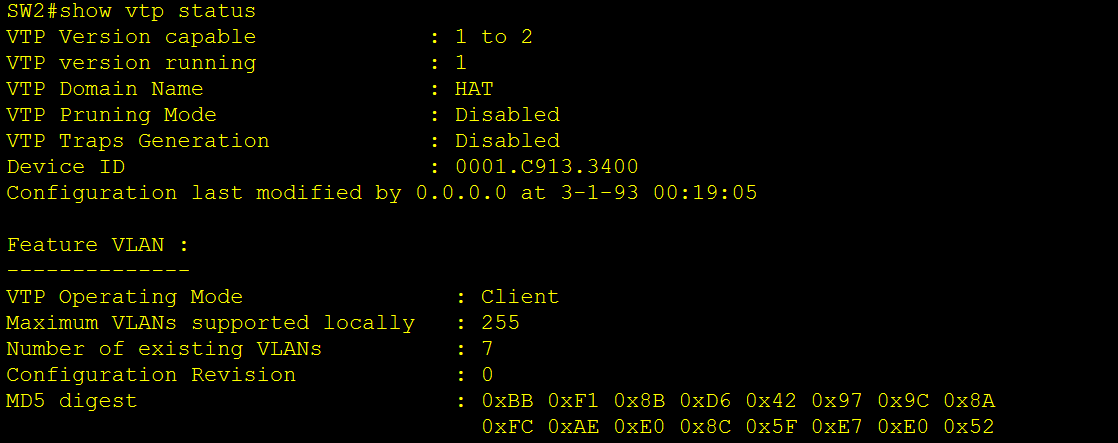 SW2#show vtp status
VTP Version capable             : 1 to 2
VTP version running             : 1
VTP Domain Name                 : HAT
VTP Pruning Mode                : Disabled
VTP Traps Generation            : Disabled
Device ID                       : 0001.C913.3400
Configuration last modified by 0.0.0.0 at 3-1-93 00:19:05

Feature VLAN :
--------------
VTP Operating Mode                : Client
Maximum VLANs supported locally   : 255
Number of existing VLANs          : 7
Configuration Revision            : 0
MD5 digest                        : 0xBB 0xF1 0x8B 0xD6 0x42 0x97 0x9C 0x8A
                                    0xFC 0xAE 0xE0 0x8C 0x5F 0xE7 0xE0 0x52